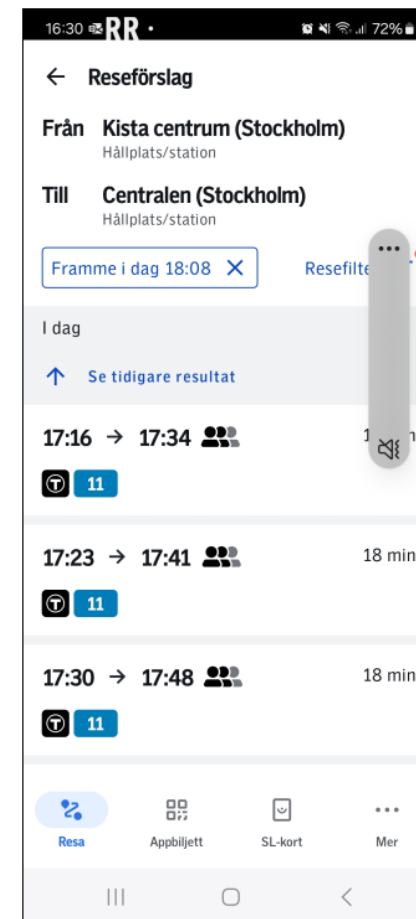 16:30 RR • 72%
Reseförslag
Från Kista centrum (Stockholm)
Hållplats/station
Till Centralen (Stockholm)
Hållplats/station
Framme i dag 18:08
I dag
Se tidigare resultat
17:16 → 17:34
T 11
17:23 → 17:41 18 min
T 11
17:30 → 17:48 18 min
T 11
Resa Appbiljett SL-kort Mer